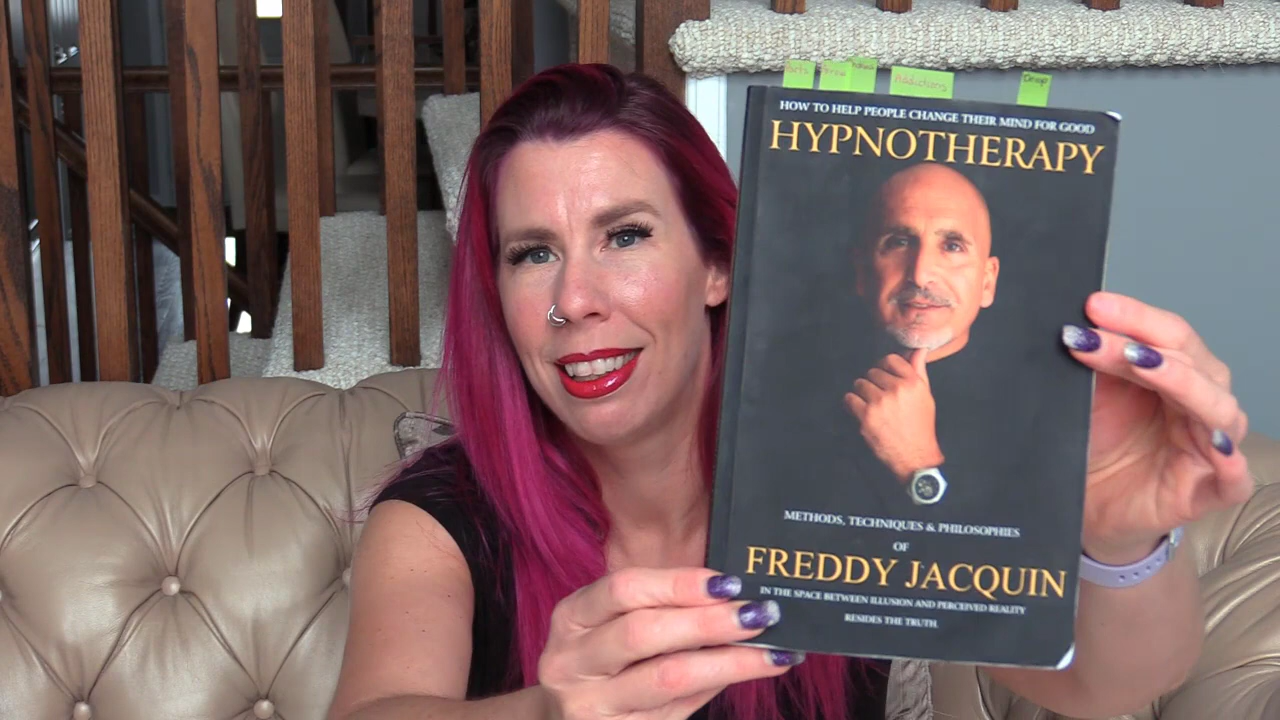 Parts
Addictions
HOW TO HELP PEOPLE CHANGE THEIR MIND FOR GOOD
HYPNOTHERAPY
METHODS, TECHNIQUES & PHILOSOPHIES
OF
FREDDY JACQUIN
IN THE SPACE BETWEEN ILLUSION AND PERCEIVED REALITY
RESIDES THE TRUTH.